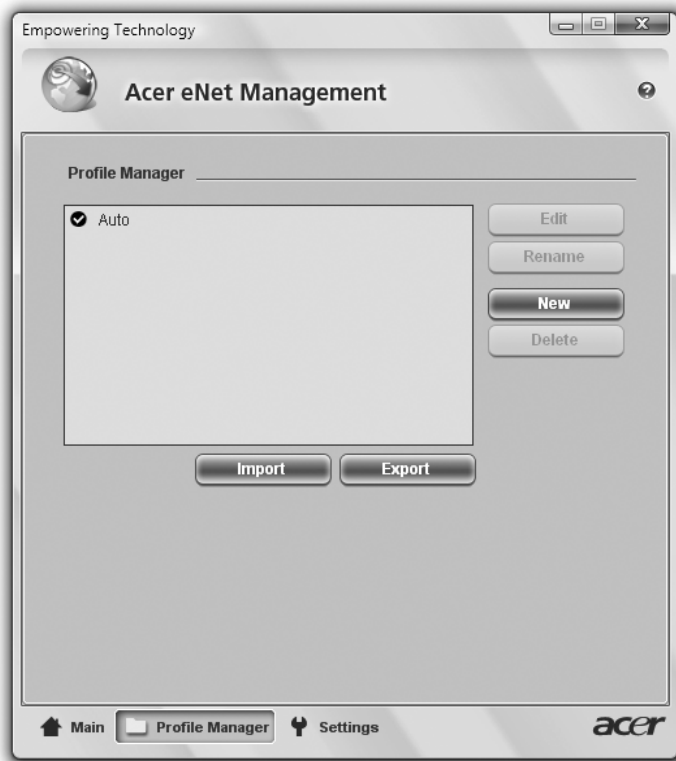 Empowering Technology
Acer eNet Management
?
Profile Manager
Auto
Edit
Rename
New
Delete
Import
Export
Main
Profile Manager
Settings
acer